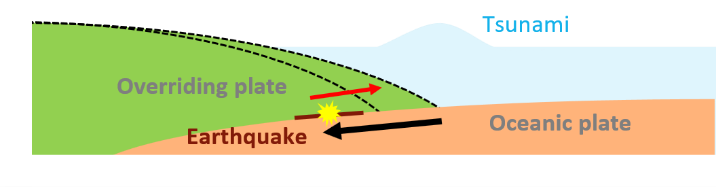 Tsunami
Overriding plate
Oceanic plate
Earthquake